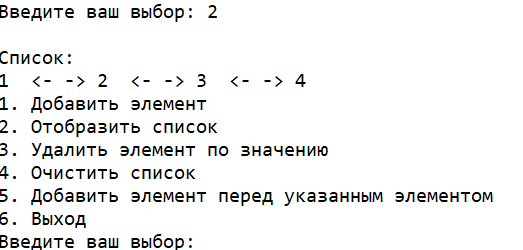 Введите ваш выбор: 2
Список:
1  <- -> 2  <- -> 3  <- -> 4
1. Добавить элемент
2. Отобразить список
3. Удалить элемент по значению
4. Очистить список
5. Добавить элемент перед указанным элементом
6. Выход
Введите ваш выбор: